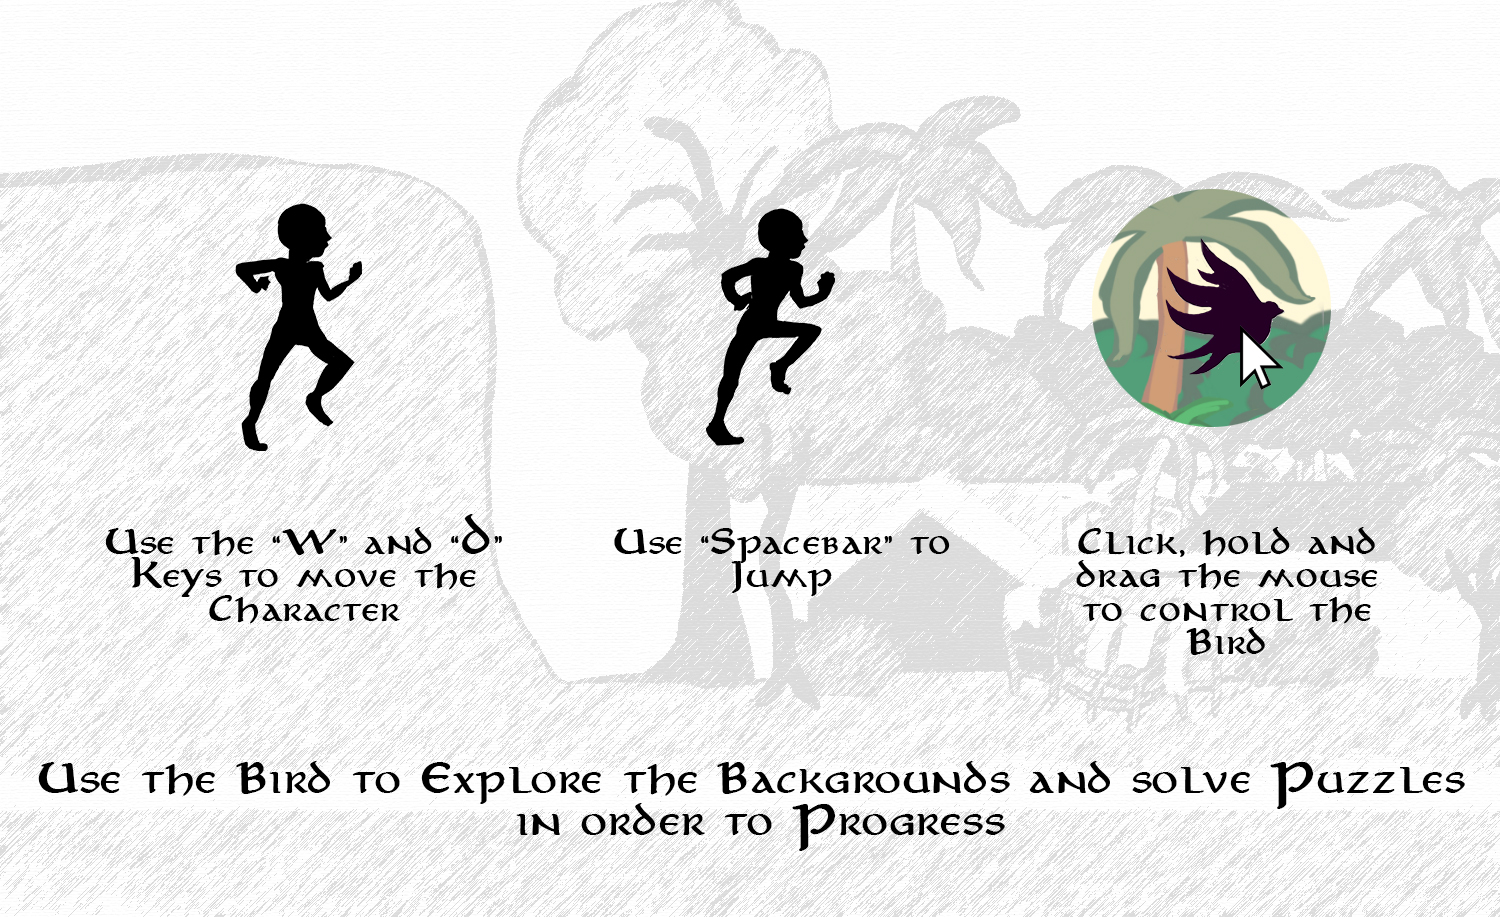 Use the “W” and “d”
Keys to move the
Character
Use “Spacebar” to
Jump
Click, hold and
drag the mouse
to control the
Bird
Use the Bird to Explore the Backgrounds and solve Puzzles
in order to Progress